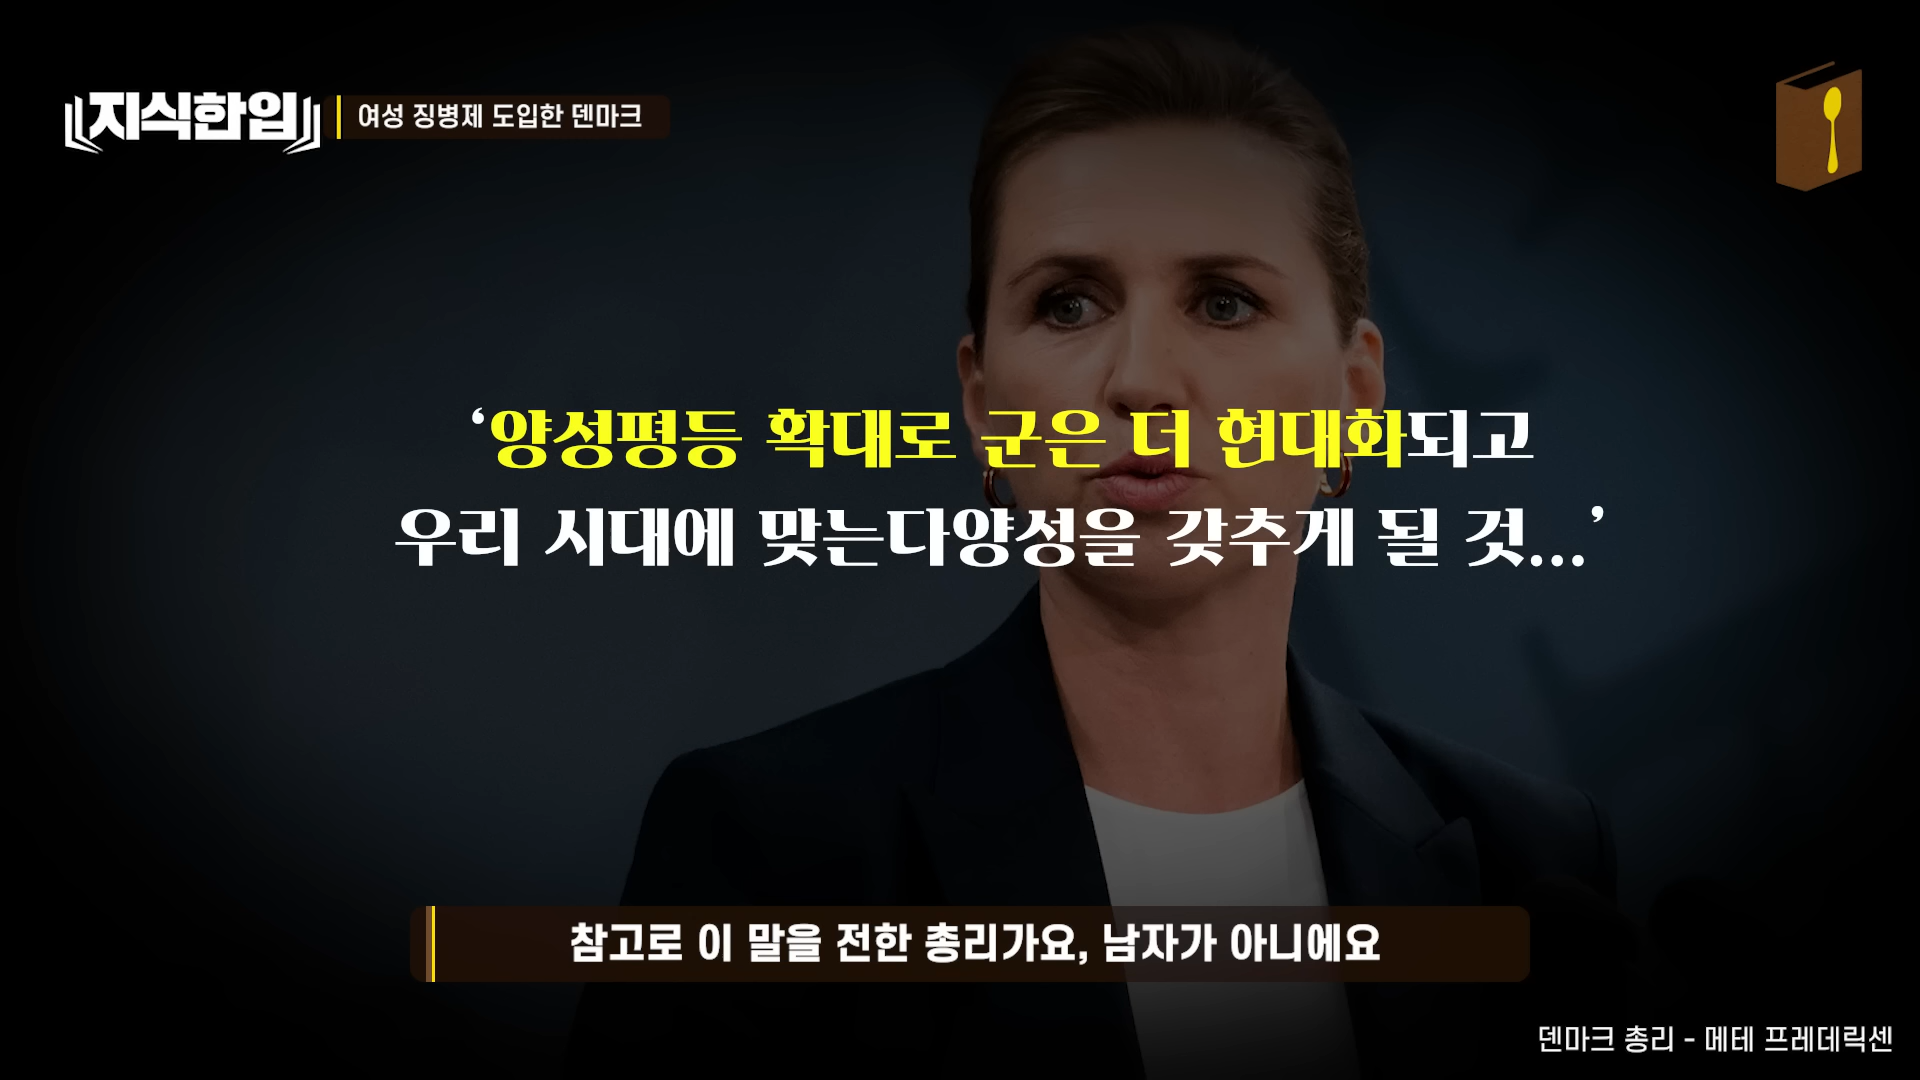 지식한입
여성 징병제 도입한 덴마크
‘양성평등 확대로 군은 더 현대화되고
우리 시대에 맞는다양성을 갖추게 될 것...’
참고로 이 말을 전한 총리가요, 남자가 아니에요
덴마크 총리 - 메테 프레데릭센